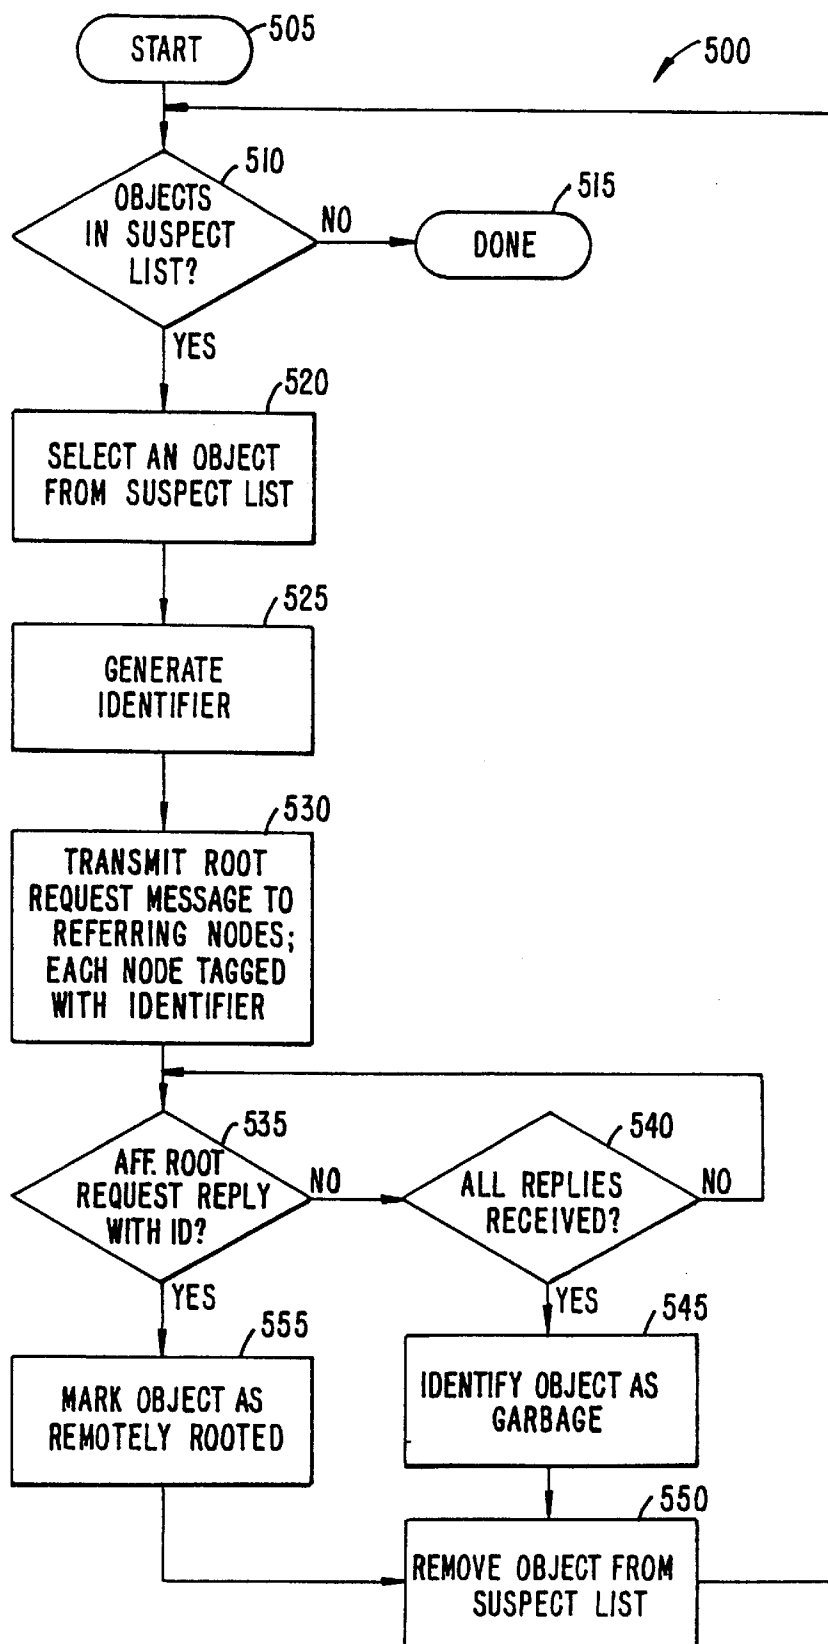 START
505
500
510
OBJECTS
IN SUSPECT
LIST?
NO
515
DONE
YES
520
SELECT AN OBJECT
FROM SUSPECT LIST
525
GENERATE
IDENTIFIER
530
TRANSMIT ROOT
REQUEST MESSAGE TO
REFERRING NODES;
EACH NODE TAGGED
WITH IDENTIFIER
535
AFF. ROOT
REQUEST REPLY
WITH ID?
NO
540
ALL REPLIES
RECEIVED?
NO
YES
YES
555
MARK OBJECT AS
REMOTELY ROOTED
545
IDENTIFY OBJECT AS
GARBAGE
550
REMOVE OBJECT FROM
SUSPECT LIST